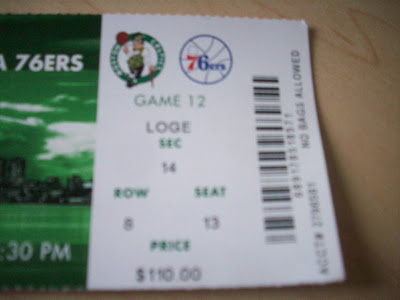 A 76ERS
76ers
GAME 12
LOGE
SEC
14
ROW SEAT
8 13
PRICE
$110.00
:30 PM
NO BAGS ALLOWED